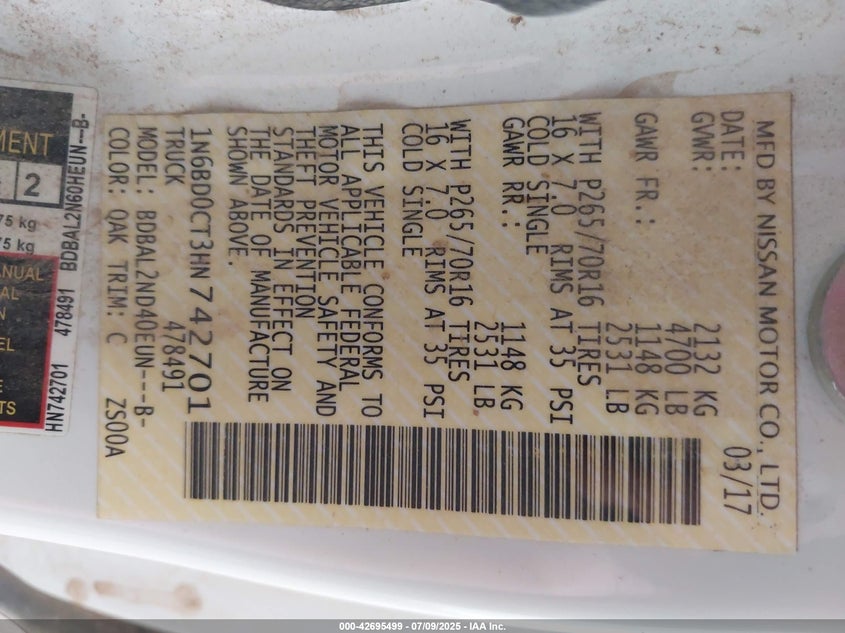 MFD BY NISSAN MOTOR CO., LTD.
DATE: 03/17
GVWR: 2132 KG
4700 LB
GAWR FR.: 1148 KG
2531 LB
WITH P265/70R16 TIRES
16 X 7.0 RIMS AT 35 PSI
COLD SINGLE
GAWR RR.: 1148 KG
2531 LB
WITH P265/70R16 TIRES
16 X 7.0 RIMS AT 35 PSI
COLD SINGLE
THIS VEHICLE CONFORMS TO
ALL APPLICABLE FEDERAL
MOTOR VEHICLE SAFETY AND
THEFT PREVENTION
STANDARDS IN EFFECT ON
THE DATE OF MANUFACTURE
SHOWN ABOVE.
1N6BD0CT3HN742701
TRUCK 478491
MODEL: BDBAL2ND40EUN---B-
COLOR: QAK TRIM: C ZS00A
MENT
2
75 kg
75 kg
ANUAL
AL
N
EL
E
TS
HN742701 478491 BDBAL2N60HEUN--B-
000-42695499 - 07/09/2025 - IAA Inc.